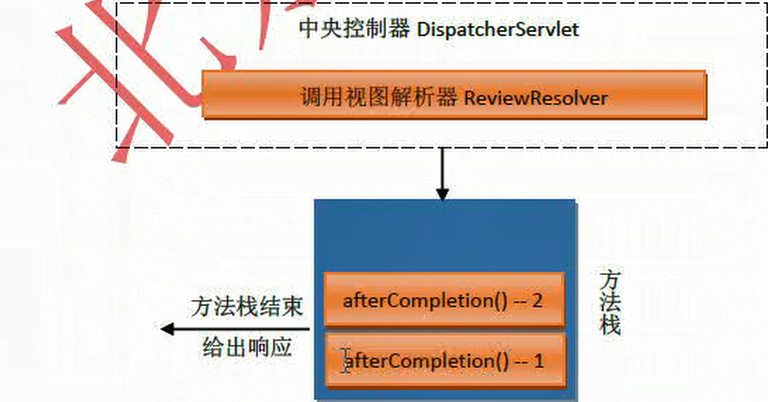 中央控制器 DispatcherServlet
调用视图解析器 ReviewResolver
afterCompletion() -- 2
afterCompletion() -- 1
方法栈
方法栈结束
给出响应